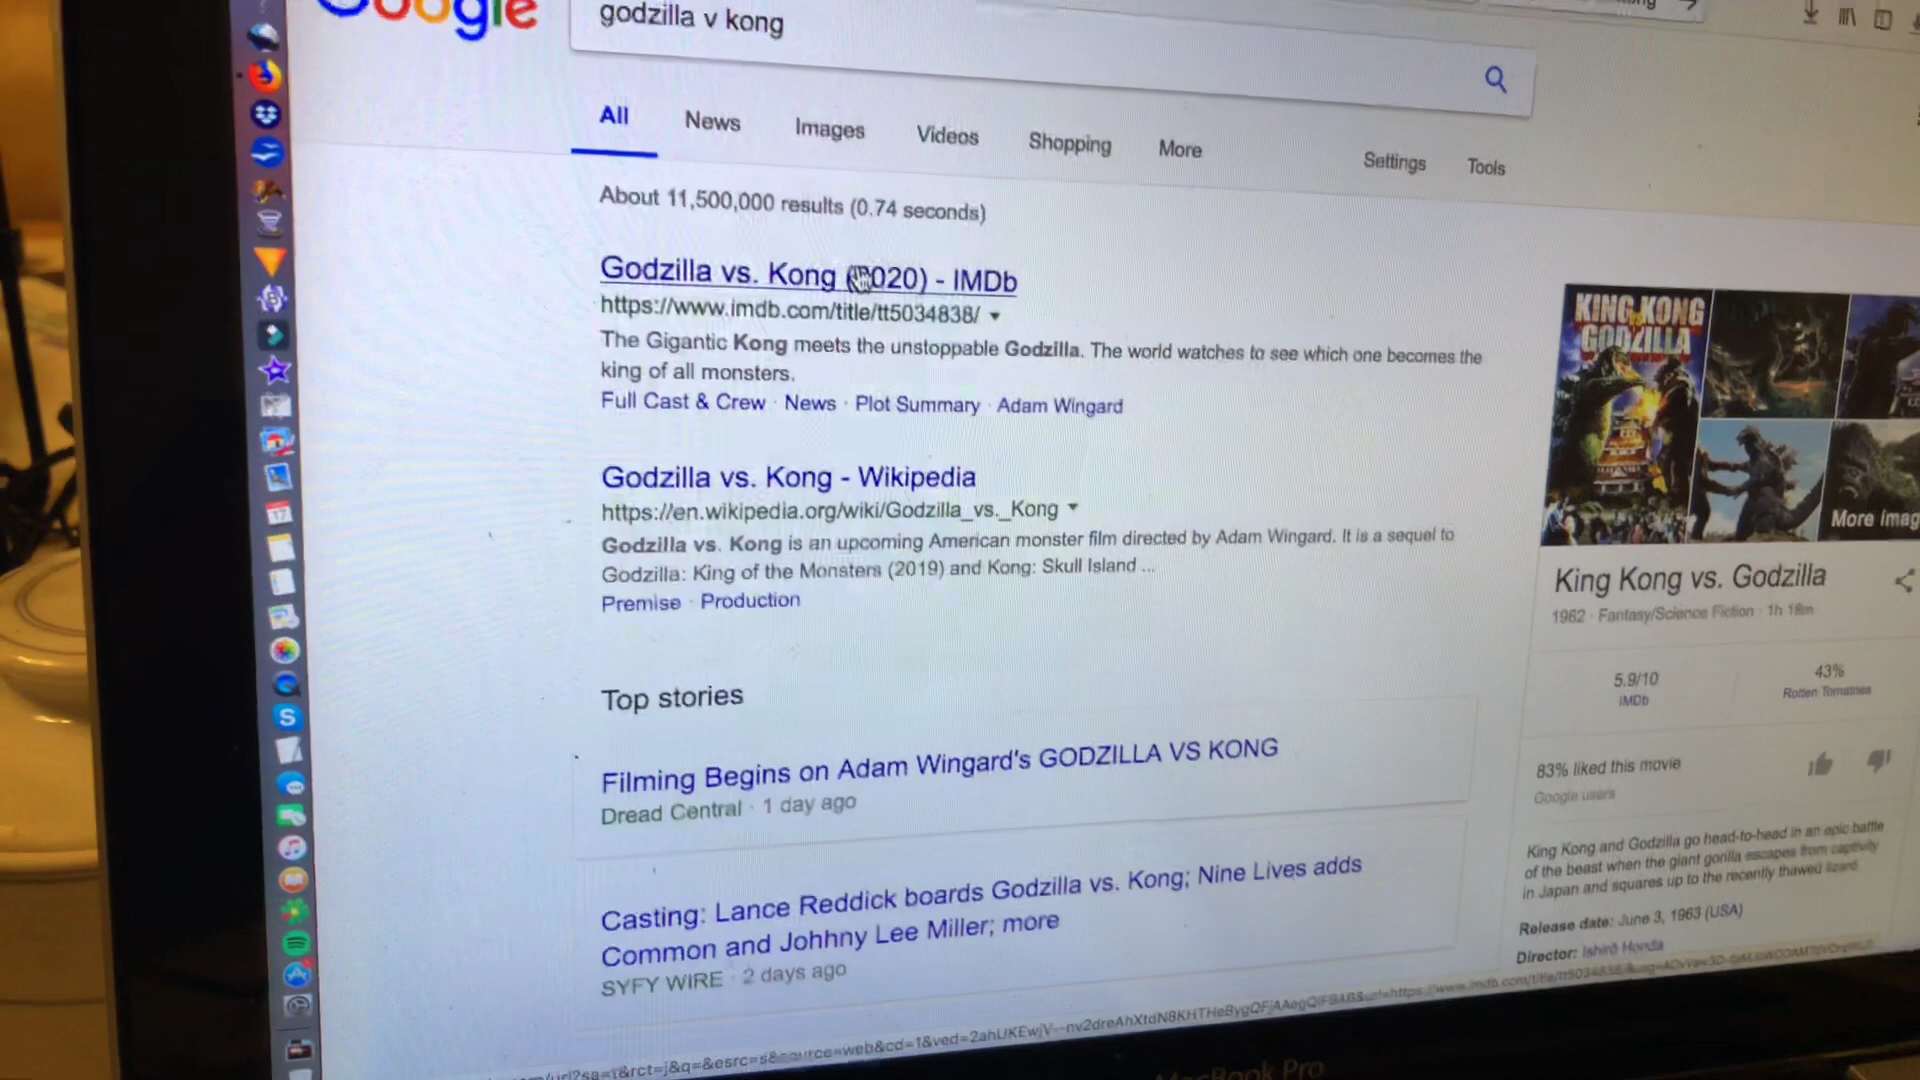 Google
godzilla v kong
All News Images Videos Shopping More Settings Tools
About 11,500,000 results (0.74 seconds)
Godzilla vs. Kong (2020) - IMDb
https://www.imdb.com/title/tt5034838/
The Gigantic Kong meets the unstoppable Godzilla. The world watches to see which one becomes the
king of all monsters.
Full Cast & Crew · News · Plot Summary · Adam Wingard
Godzilla vs. Kong - Wikipedia
https://en.wikipedia.org/wiki/Godzilla_vs._Kong
Godzilla vs. Kong is an upcoming American monster film directed by Adam Wingard. It is a sequel to
Godzilla: King of the Monsters (2019) and Kong: Skull Island ...
Premise · Production
Top stories
Filming Begins on Adam Wingard's GODZILLA VS KONG
Dread Central · 1 day ago
Casting: Lance Reddick boards Godzilla vs. Kong; Nine Lives adds
Common and Johhny Lee Miller; more
SYFY WIRE · 2 days ago
KING KONG
GODZILLA
More Imag
King Kong vs. Godzilla
1962 · Fantasy/Science Fiction · 1h 18m
5.9/10
IMDb
43%
Rotten Tomatoes
83% liked this movie
Google users
King Kong and Godzilla go head-to-head in an epic battle
of the beast when the giant gorilla escapes from captivity
in Japan and squares up to the recently thawed lizard.
Release date: June 3, 1963 (USA)
Director: Ishirō Honda
17
MacBook Pro